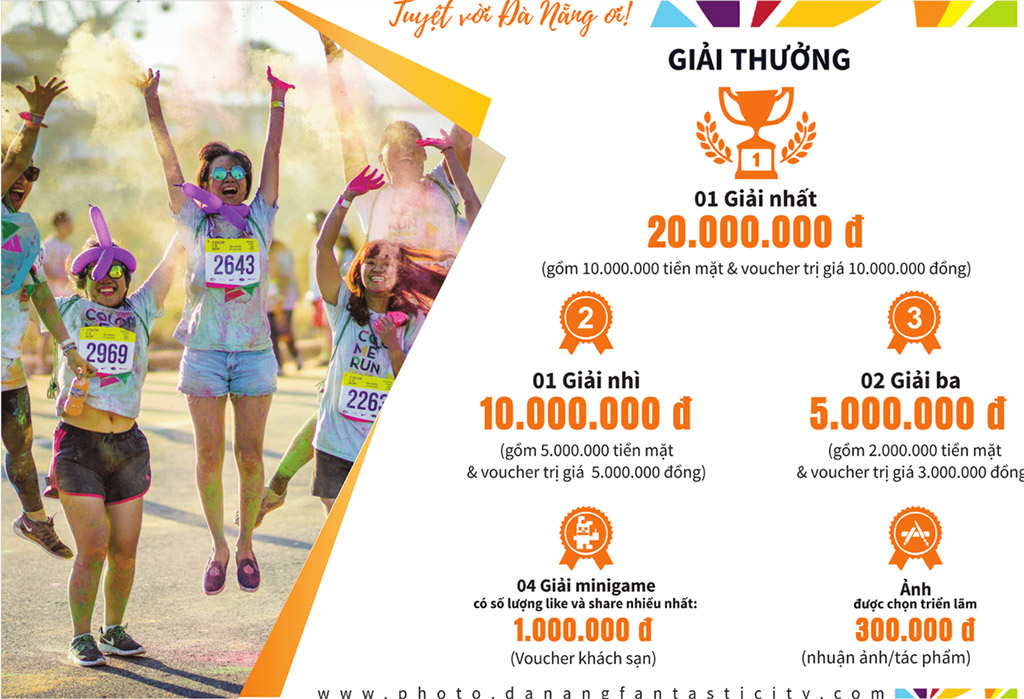 Tuyệt vời Đà Nẵng ơi!
GIẢI THƯỞNG
1
01 Giải nhất
20.000.000 đ
(gồm 10.000.000 tiền mặt & voucher trị giá 10.000.000 đồng)
2
3
01 Giải nhì
02 Giải ba
10.000.000 đ
5.000.000 đ
(gồm 5.000.000 tiền mặt
& voucher trị giá 5.000.000 đồng)
(gồm 2.000.000 tiền mặt
& voucher trị giá 3.000.000 đồng
04 Giải minigame
có số lượng like và share nhiều nhất:
1.000.000 đ
(Voucher khách sạn)
Ảnh
được chọn triển lãm
300.000 đ
(nhuận ảnh/tác phẩm)
www.photo.danangfantasticity.com
2643
2969
COLOR
ME
RUN
2263